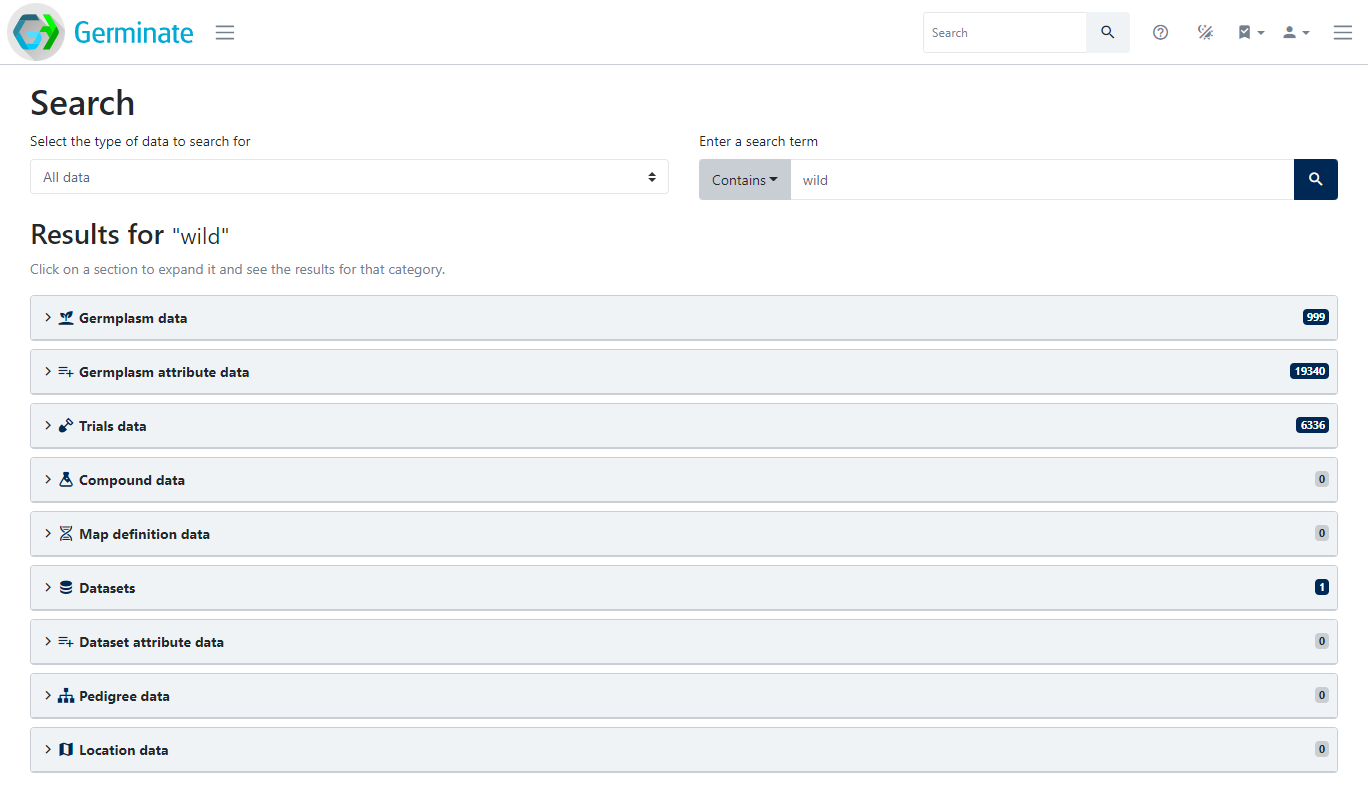 Germinate
Search
Search
Select the type of data to search for
Enter a search term
All data
Contains
wild
Results for "wild"
Click on a section to expand it and see the results for that category.
Germplasm data
999
Germplasm attribute data
19340
Trials data
6336
Compound data
0
Map definition data
0
Datasets
1
Dataset attribute data
0
Pedigree data
0
Location data
0